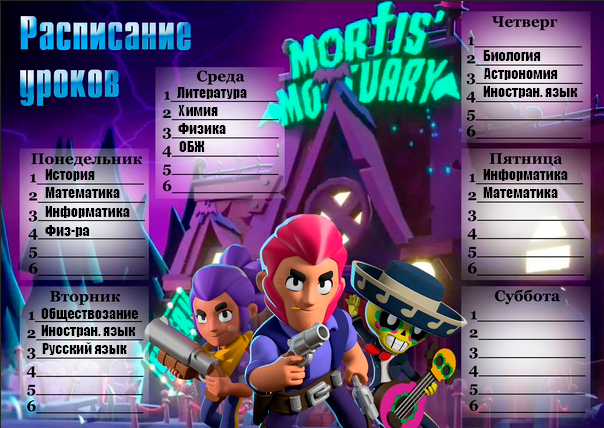 Расписание
уроков
MORTIS'
MORTUARY
Понедельник
1 История
2 Математика
3 Информатика
4 Физ-ра
5
6
Вторник
1 Обществозание
2 Иностран. язык
3 Русский язык
4
5
6
Среда
1 Литература
2 Химия
3 Физика
4 ОБЖ
5
6
Четверг
1
2 Биология
3 Астрономия
4 Иностран. язык
5
6
Пятница
1 Информатика
2 Математика
3
4
5
6
Суббота
1
2
3
4
5
6